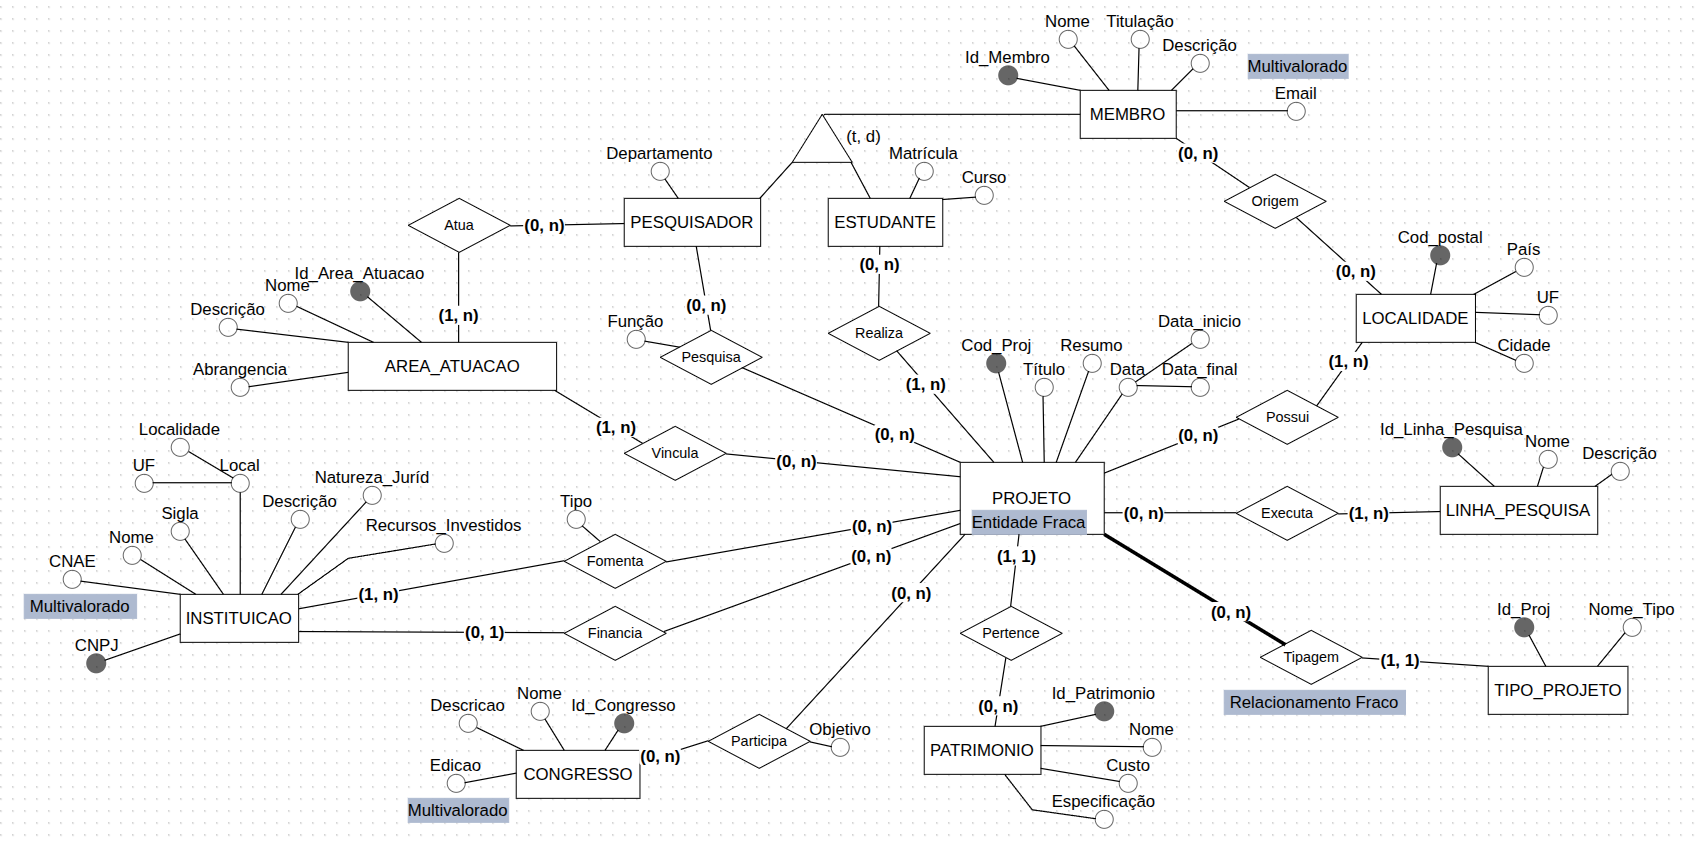 Nome
Titulação
Id_Membro
Descrição
Multivalorado
Email
MEMBRO
(t, d)
(0, n)
Departamento
Matrícula
Curso
Atua
(0, n)
PESQUISADOR
ESTUDANTE
Origem
(0, n)
Cod_postal
País
(0, n)
UF
LOCALIDADE
Cidade
(1, n)
Id_Area_Atuacao
Nome
Descrição
Abrangencia
(1, n)
AREA_ATUACAO
(0, n)
Função
Pesquisa
Realiza
Data_inicio
Cod_Proj
Resumo
Título
Data
Data_final
(1, n)
Possui
(0, n)
(1, n)
(0, n)
Vincula
(0, n)
Id_Linha_Pesquisa
Nome
Descrição
Localidade
UF
Local
Natureza_Juríd
Descrição
Sigla
Nome
Recursos_Investidos
CNAE
Multivalorado
INSTITUICAO
CNPJ
Tipo
Fomenta
(0, n)
(1, n)
PROJETO
Entidade Fraca
(0, n)
Executa
(1, n)
LINHA_PESQUISA
(0, n)
(0, 1)
Financia
(0, n)
(1, 1)
Pertence
(0, n)
Tipagem
(1, 1)
Relacionamento Fraco
Id_Proj
Nome_Tipo
TIPO_PROJETO
Descricao
Nome
Id_Congresso
Edicao
Multivalorado
CONGRESSO
(0, n)
Participa
Objetivo
(0, n)
Id_Patrimonio
PATRIMONIO
Nome
Custo
Especificação